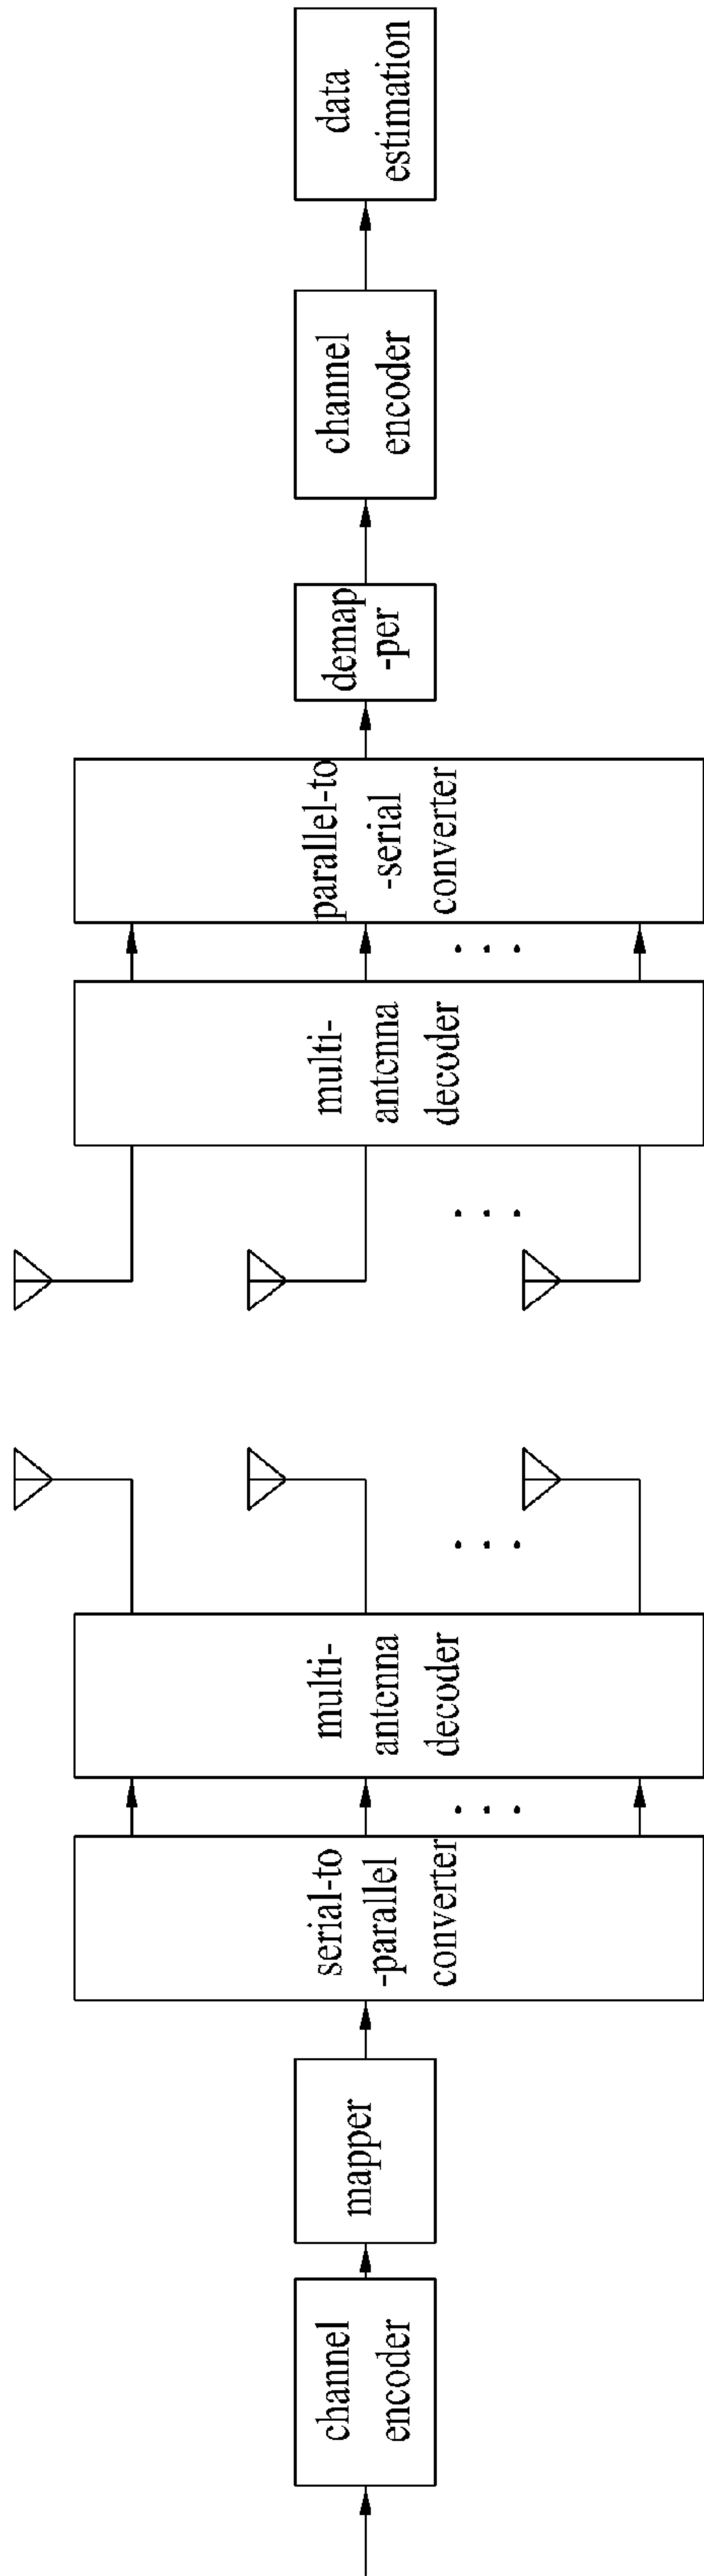 channel
encoder
mapper
serial-to
-parallel
converter
multi-
antenna
decoder
multi-
antenna
decoder
parallel-to
-serial
converter
demap
-per
channel
encoder
data
estimation